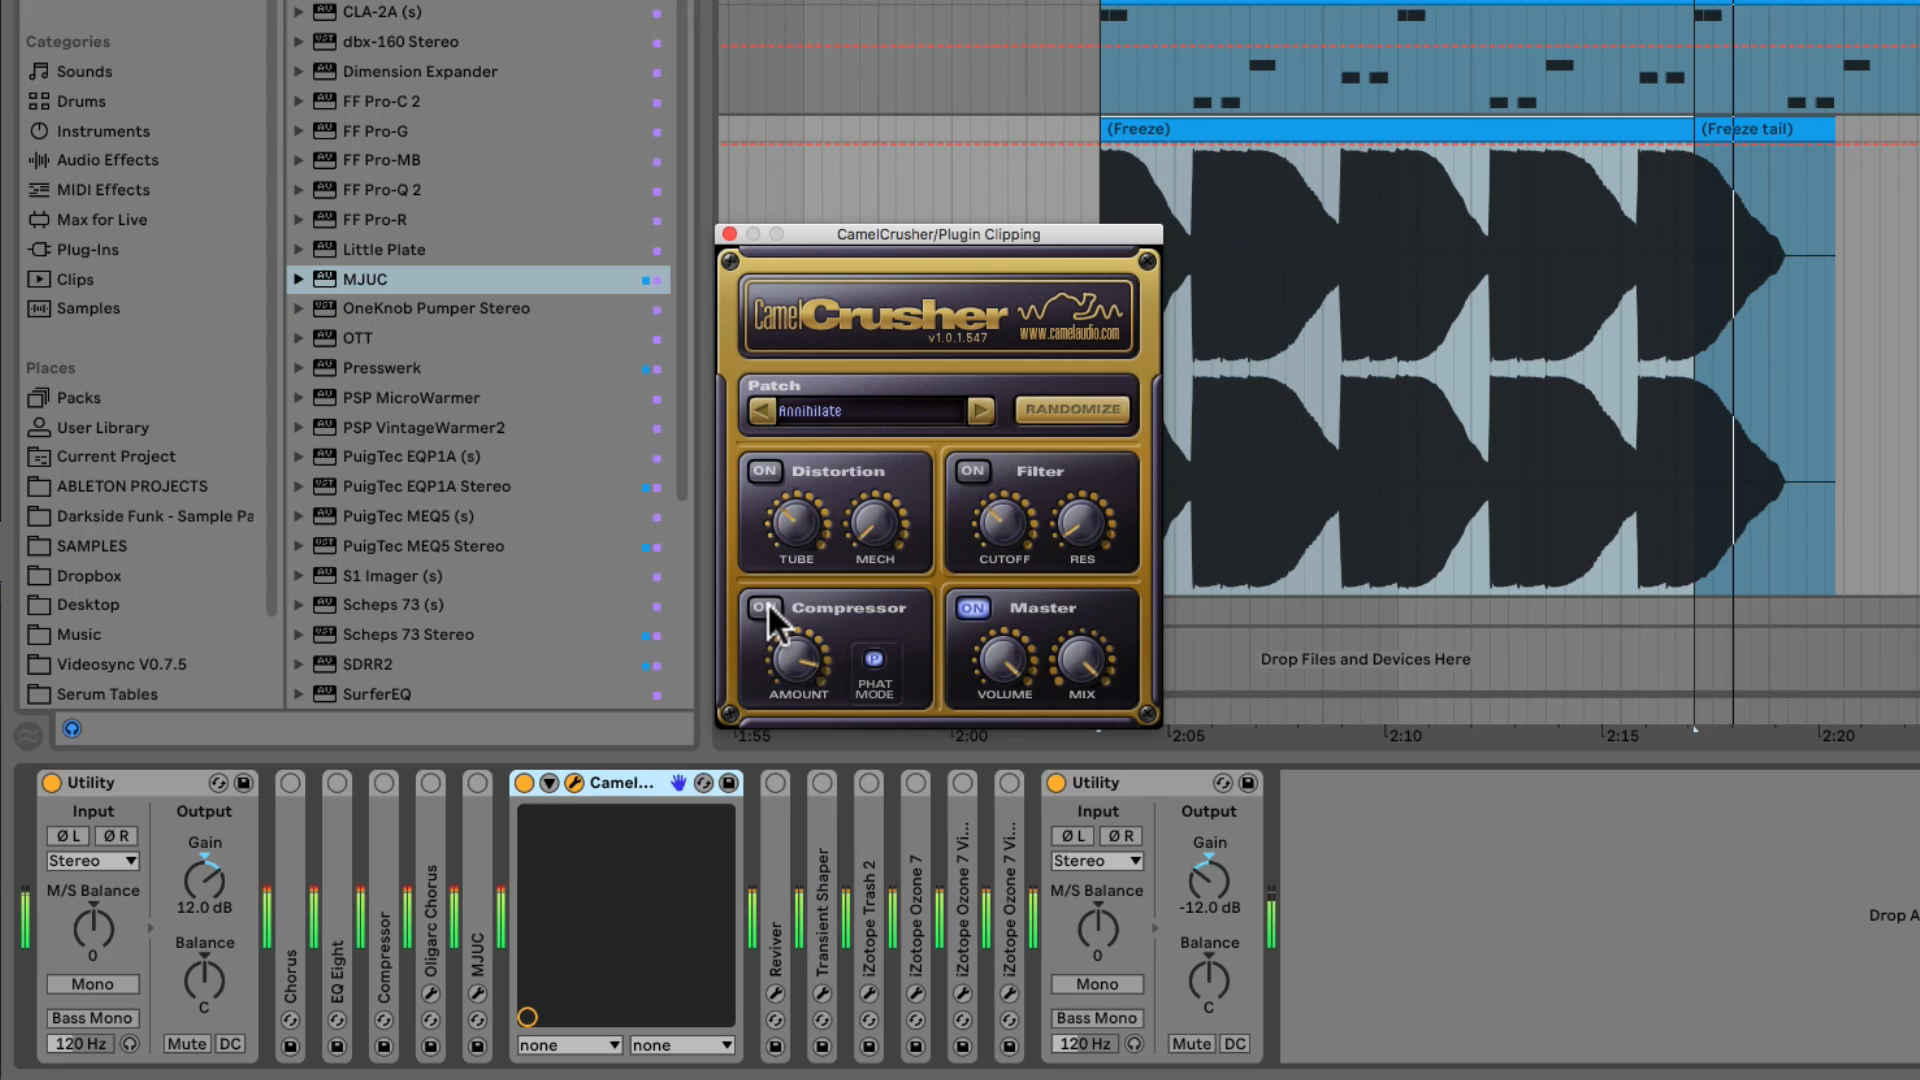 Categories
Sounds
Drums
Instruments
Audio Effects
MIDI Effects
Max for Live
Plug-Ins
Clips
Samples
Places
Packs
User Library
Current Project
ABLETON PROJECTS
Darkside Funk - Sample Pa
SAMPLES
Dropbox
Desktop
Music
Videosync V0.7.5
Serum Tables
CLA-2A (s)
dbx-160 Stereo
Dimension Expander
FF Pro-C 2
FF Pro-G
FF Pro-MB
FF Pro-Q 2
FF Pro-R
Little Plate
MJUC
OneKnob Pumper Stereo
OTT
Presswerk
PSP MicroWarmer
PSP VintageWarmer2
PuigTec EQP1A (s)
PuigTec EQP1A Stereo
PuigTec MEQ5 (s)
PuigTec MEQ5 Stereo
S1 Imager (s)
Scheps 73 (s)
Scheps 73 Stereo
SDRR2
SurferEQ
(Freeze)
(Freeze tail)
CamelCrusher/Plugin Clipping
CamelCrusher
v1.0.1.547
www.camelaudio.com
Patch
Annihilate
RANDOMIZE
ON Distortion
TUBE
MECH
ON Filter
CUTOFF
RES
ON Compressor
AMOUNT
P
PHAT
MODE
ON Master
VOLUME
MIX
Drop Files and Devices Here
1:55
2:00
2:05
2:10
2:15
2:20
Utility
Input
Ø L
Ø R
Stereo
M/S Balance
0
Mono
Bass Mono
120 Hz
Output
Gain
12.0 dB
Balance
C
Mute
DC
Chorus
EQ Eight
Compressor
Oligarc Chorus
MJUC
Camel...
none
none
Reviver
Transient Shaper
iZotope Trash 2
iZotope Ozone 7
iZotope Ozone 7 Vi...
iZotope Ozone 7 Vi...
Utility
Input
Ø L
Ø R
Stereo
M/S Balance
0
Mono
Bass Mono
120 Hz
Output
Gain
-12.0 dB
Balance
C
Mute
DC
Drop A